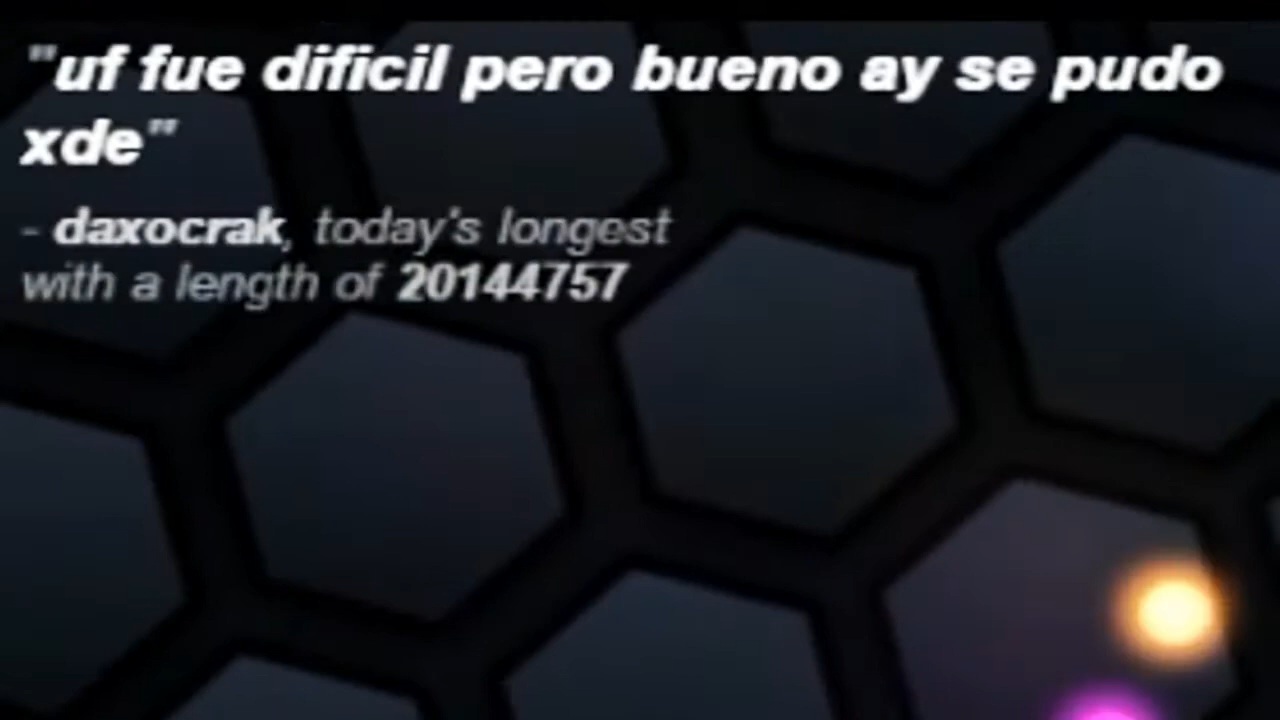 "uf fue dificil pero bueno ay se pudo
xde"
- daxocrak, today's longest
with a length of 20144757